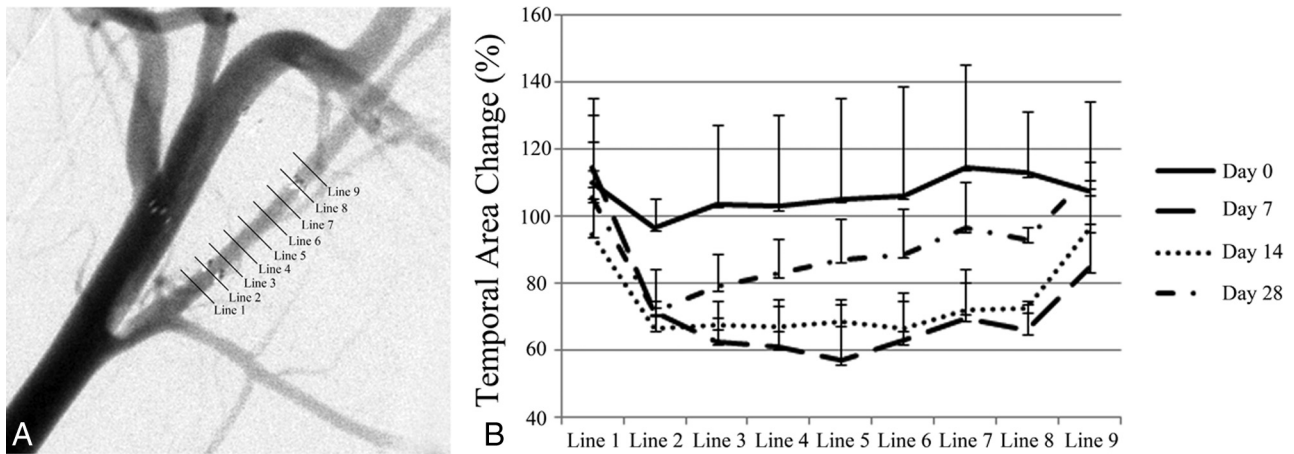 Line 9
Line 8
Line 7
Line 6
Line 5
Line 4
Line 3
Line 2
Line 1
A
Temporal Area Change (%)
160
140
120
100
80
60
40
Line 1 Line 2 Line 3 Line 4 Line 5 Line 6 Line 7 Line 8 Line 9
B
Day 0
Day 7
Day 14
Day 28